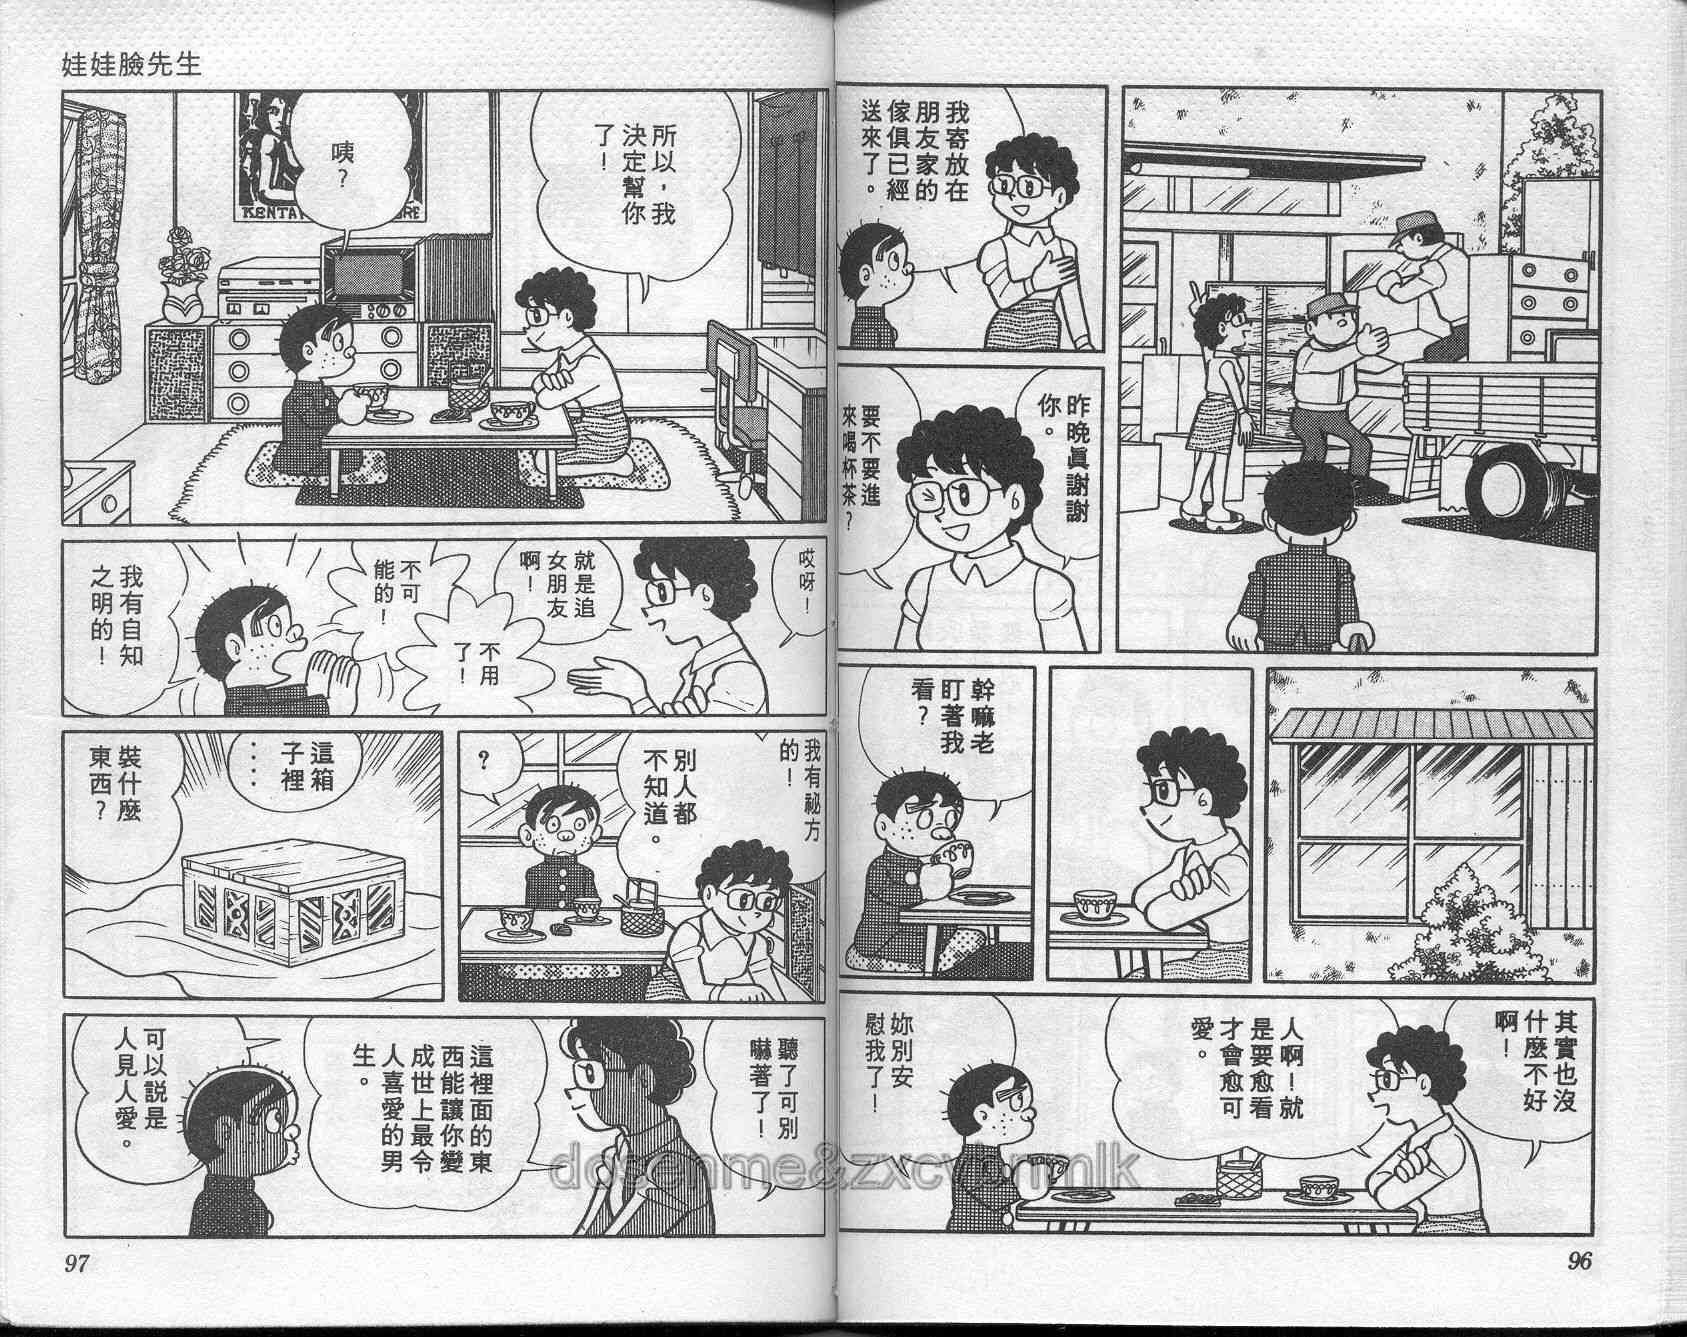 我寄放在
朋友家的
傢俱已經
送來了。
昨晚真謝謝
你。
要不要進
來喝杯茶?
幹嘛老
盯著我
看?
其實也沒
什麼不好
啊!
人啊!就
是要愈看
才會愈可
愛。
妳別安
慰我了!
96
娃娃臉先生
所以,我
決定幫你
了!
咦?
KENTA
RE
哎呀!
就是追
女朋友
啊!
不用
了!
不可
能的!
我有自知
之明的!
我有祕方
的!
別人都
不知道。
?
這箱
子裡
……
裝什麼
東西?
聽了可別
嚇著了!
這裡面的東
西能讓你變
成世上最令
人喜愛的男
生。
可以説是
人見人愛。
97